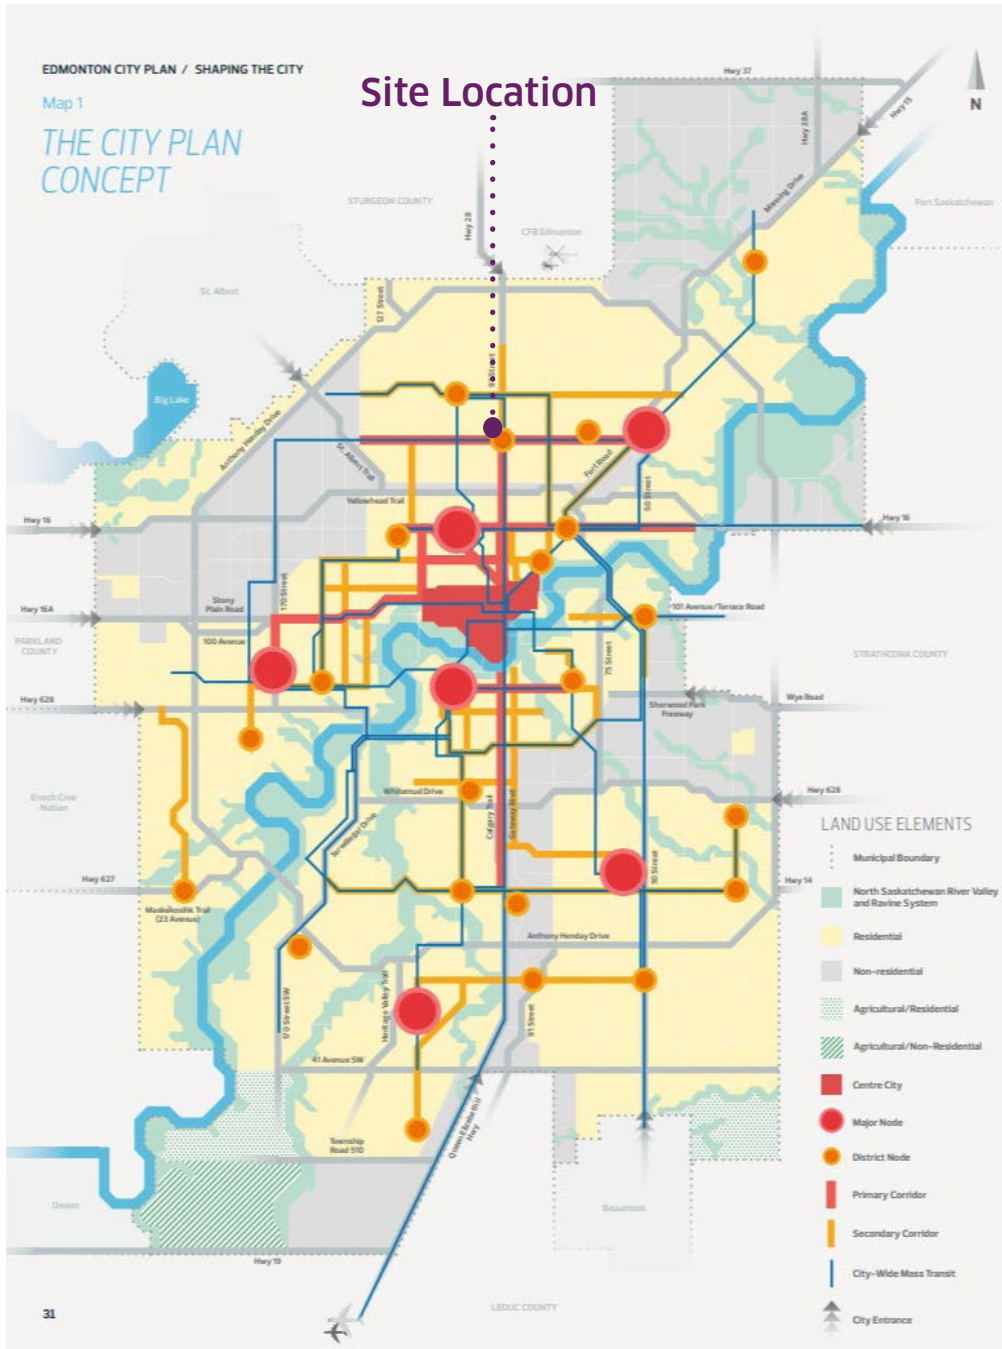 EDMONTON CITY PLAN / SHAPING THE CITY
Map 1
THE CITY PLAN
CONCEPT
Site Location
N
Hwy 37
Hwy 15
Hwy 28A
Manning Drive
Fort Saskatchewan
STURGEON COUNTY
Hwy 28
CFB Edmonton
St. Albert
127 Street
Big Lake
Anthony Henday Drive
St. Albert Trail
Fort Road
50 Street
Yellowhead Trail
Hwy 16
Hwy 16
170 Street
Stony
Plain Road
Hwy 16A
100 Avenue
101 Avenue/Terrace Road
PARKLAND
COUNTY
75 Street
STRATHCONA COUNTY
Hwy 628
Wye Road
Sherwood Park
Freeway
Enoch Cree
Nation
Whitemud Drive
Hwy 628
Terwillegar Drive
Calgary Trail
Gateway Blvd
50 Street
Hwy 627
Hwy 14
Maskekosihk Trail
(23 Avenue)
Anthony Henday Drive
170 Street SW
Heritage Valley Trail
91 Street
41 Avenue SW
Queen Elizabeth II
Hwy
Township
Road 510
Devon
Beaumont
Hwy 19
LEDUC COUNTY
LAND USE ELEMENTS
Municipal Boundary
North Saskatchewan River Valley
and Ravine System
Residential
Non-residential
Agricultural/Residential
Agricultural/Non-Residential
Centre City
Major Node
District Node
Primary Corridor
Secondary Corridor
City-Wide Mass Transit
City Entrance
31